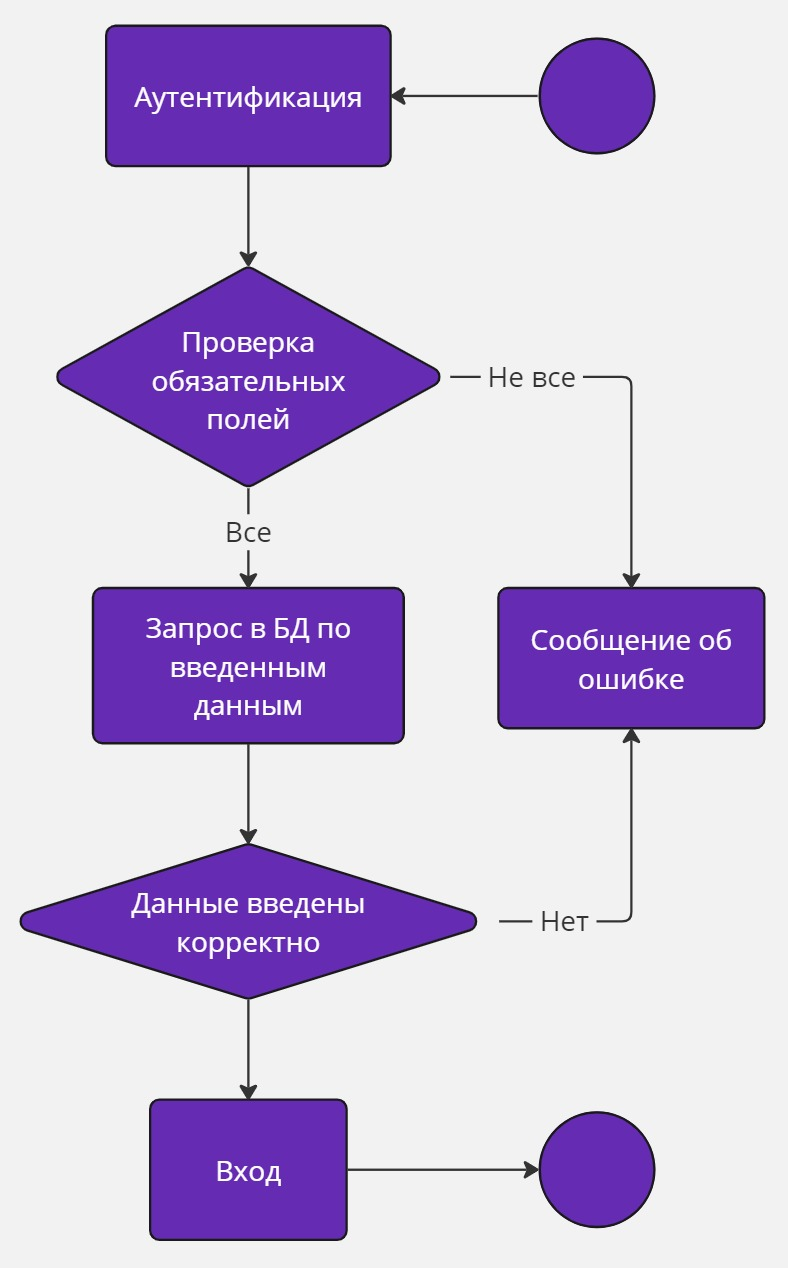 Аутентификация
Проверка
обязательных
полей
Не все
Все
Запрос в БД по
введенным
данным
Сообщение об
ошибке
Данные введены
корректно
Нет
Вход